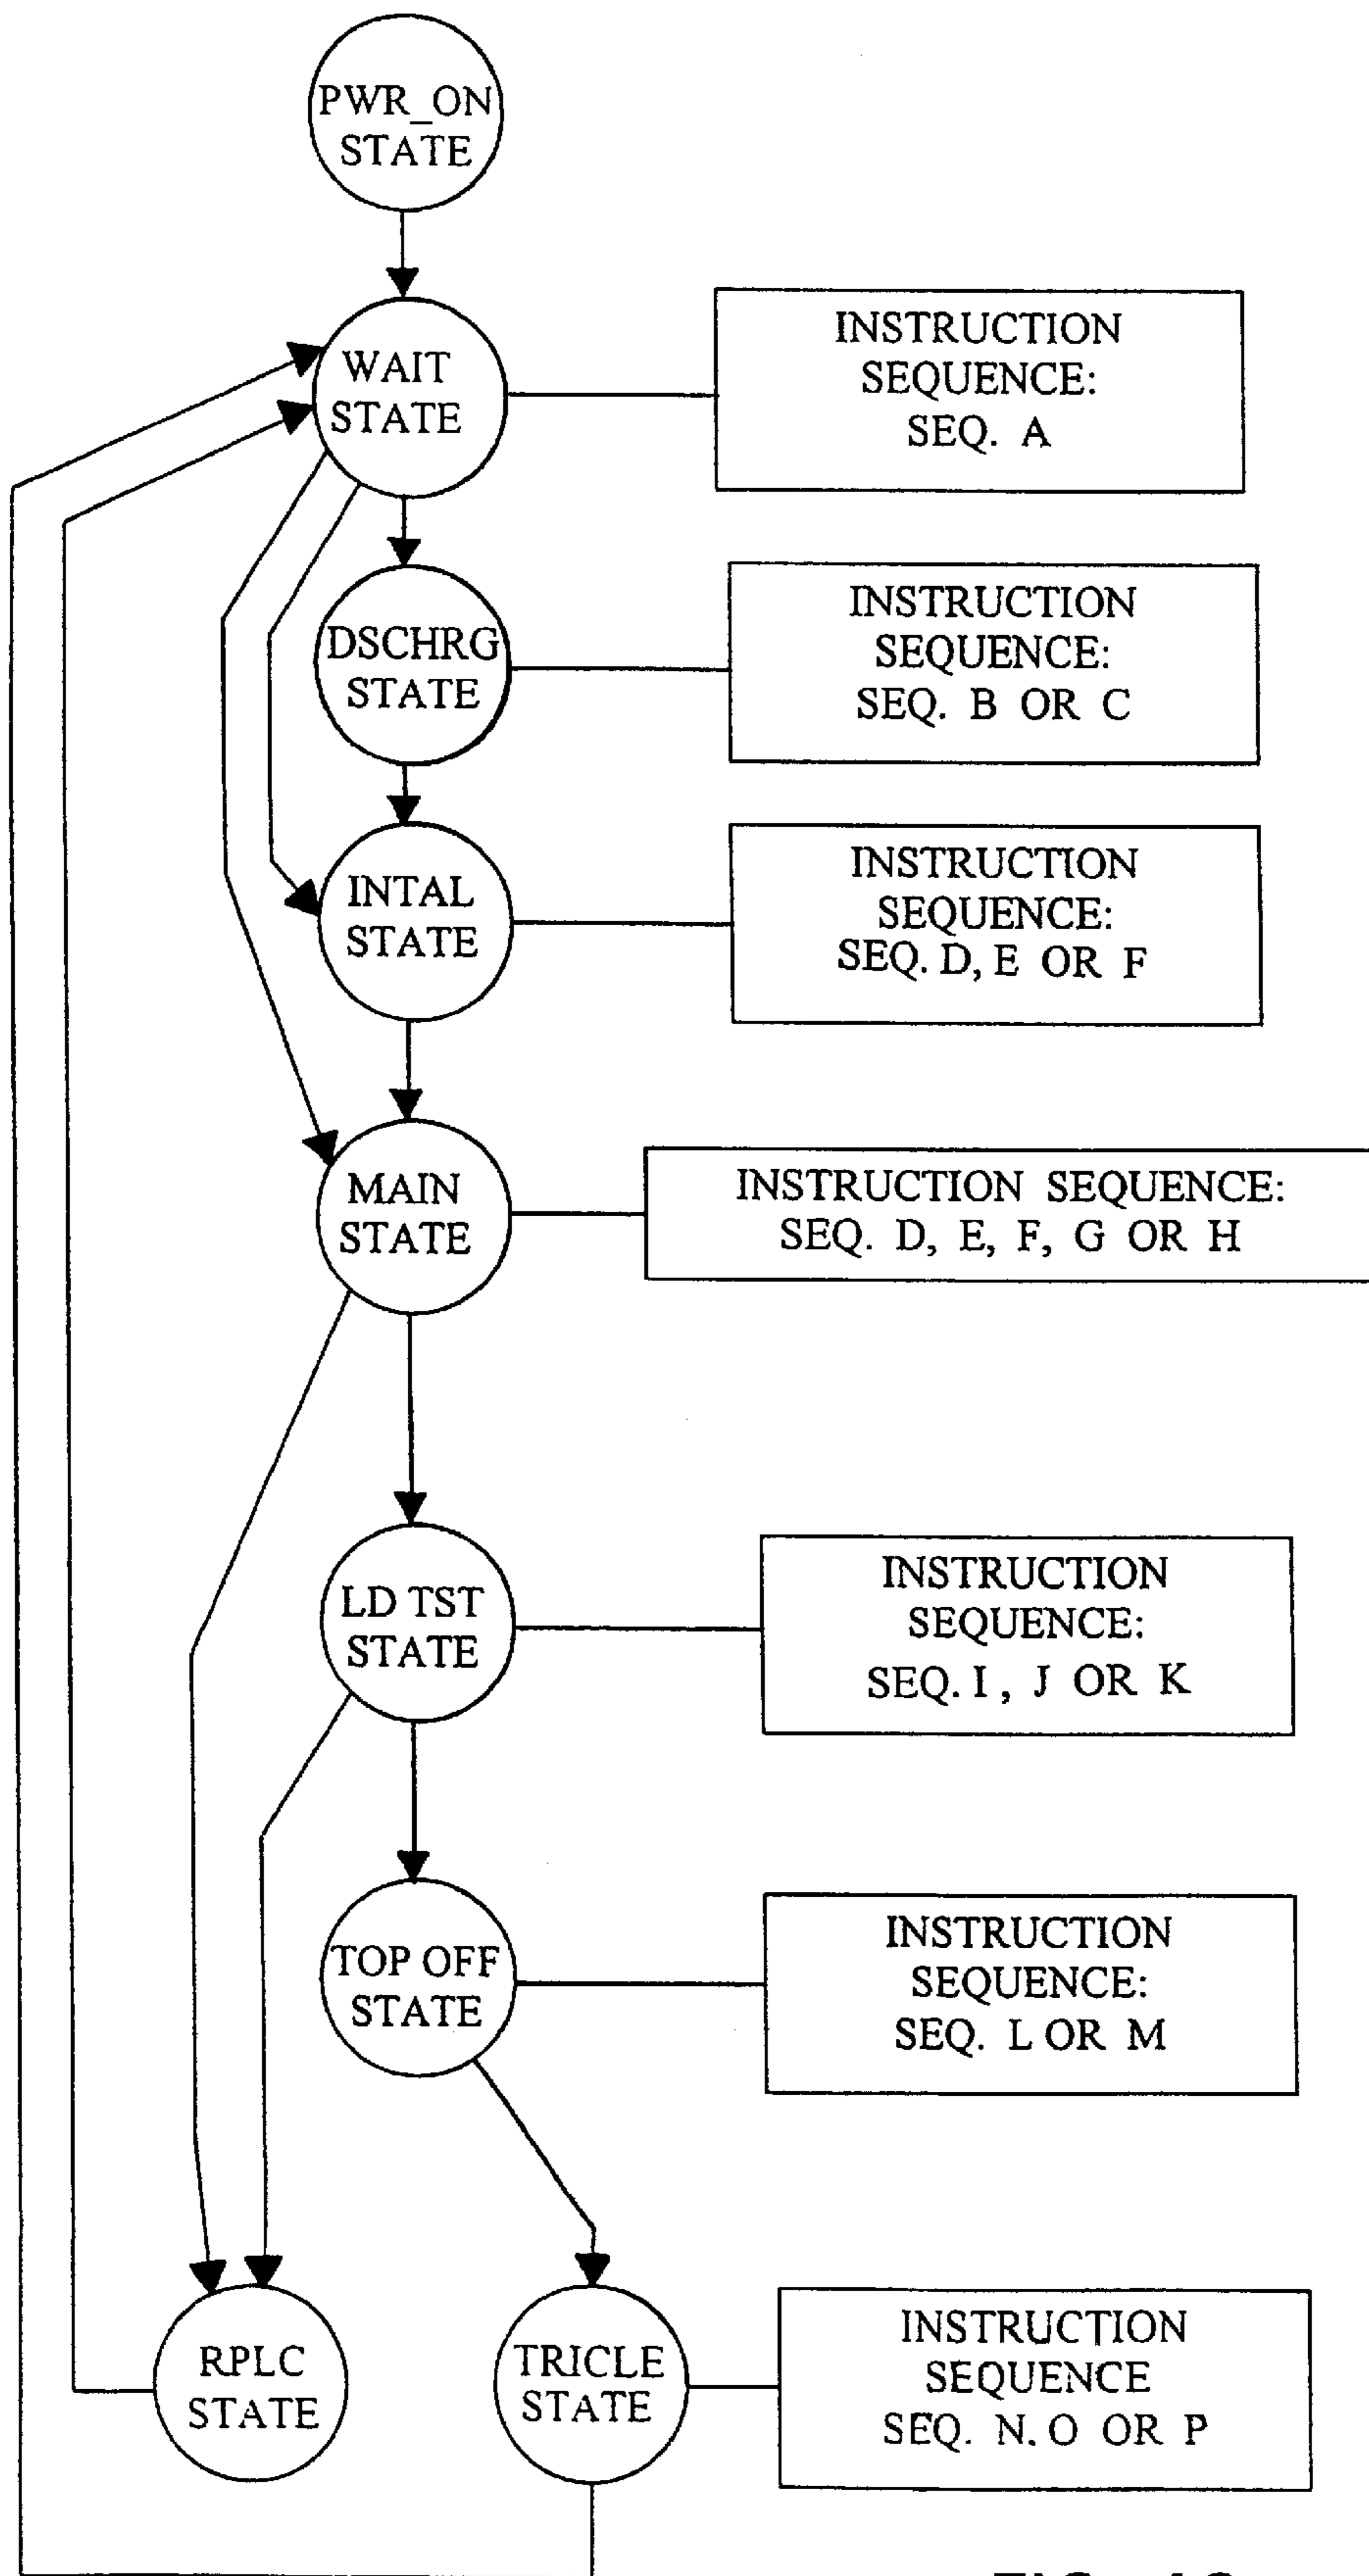 PWR_ON
STATE
WAIT
STATE
INSTRUCTION
SEQUENCE:
SEQ. A
DSCHRG
STATE
INSTRUCTION
SEQUENCE:
SEQ. B OR C
INTAL
STATE
INSTRUCTION
SEQUENCE:
SEQ. D, E OR F
MAIN
STATE
INSTRUCTION SEQUENCE:
SEQ. D, E, F, G OR H
LD TST
STATE
INSTRUCTION
SEQUENCE:
SEQ. I , J OR K
TOP OFF
STATE
INSTRUCTION
SEQUENCE:
SEQ. L OR M
RPLC
STATE
TRICLE
STATE
INSTRUCTION
SEQUENCE
SEQ. N. O OR P